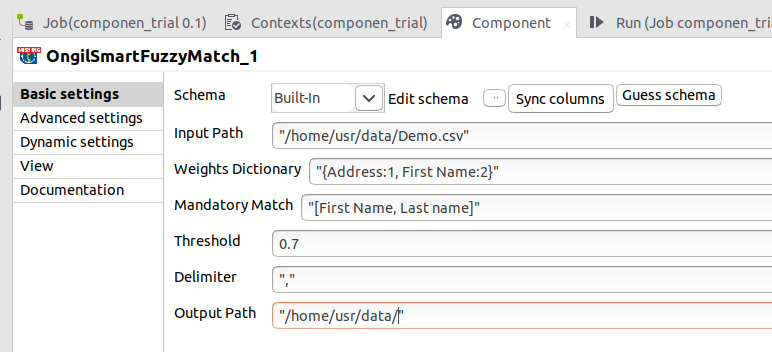 Job(componen_trial 0.1) Contexts(componen_trial) Component Run (Job componen_tria
OngilSmartFuzzyMatch_1
Basic settings
Advanced settings
Dynamic settings
View
Documentation
Schema Built-In Edit schema ... Sync columns Guess schema
Input Path "/home/usr/data/Demo.csv"
Weights Dictionary "{Address:1, First Name:2}"
Mandatory Match "[First Name, Last name]"
Threshold 0.7
Delimiter ","
Output Path "/home/usr/data/"